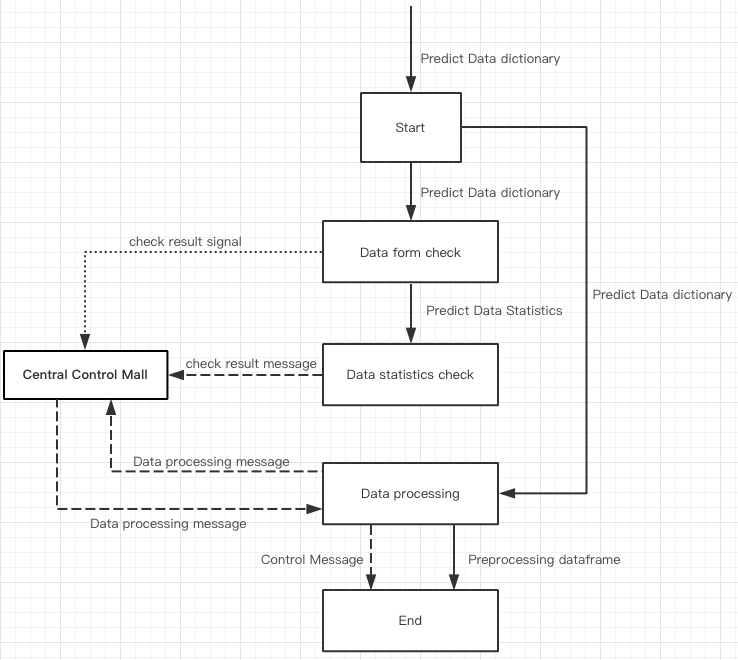 Predict Data dictionary
Start
Predict Data dictionary
check result signal
Data form check
Predict Data dictionary
Predict Data Statistics
check result message
Central Control Mall
Data statistics check
Data processing message
Data processing
Data processing message
Control Message
Preprocessing dataframe
End